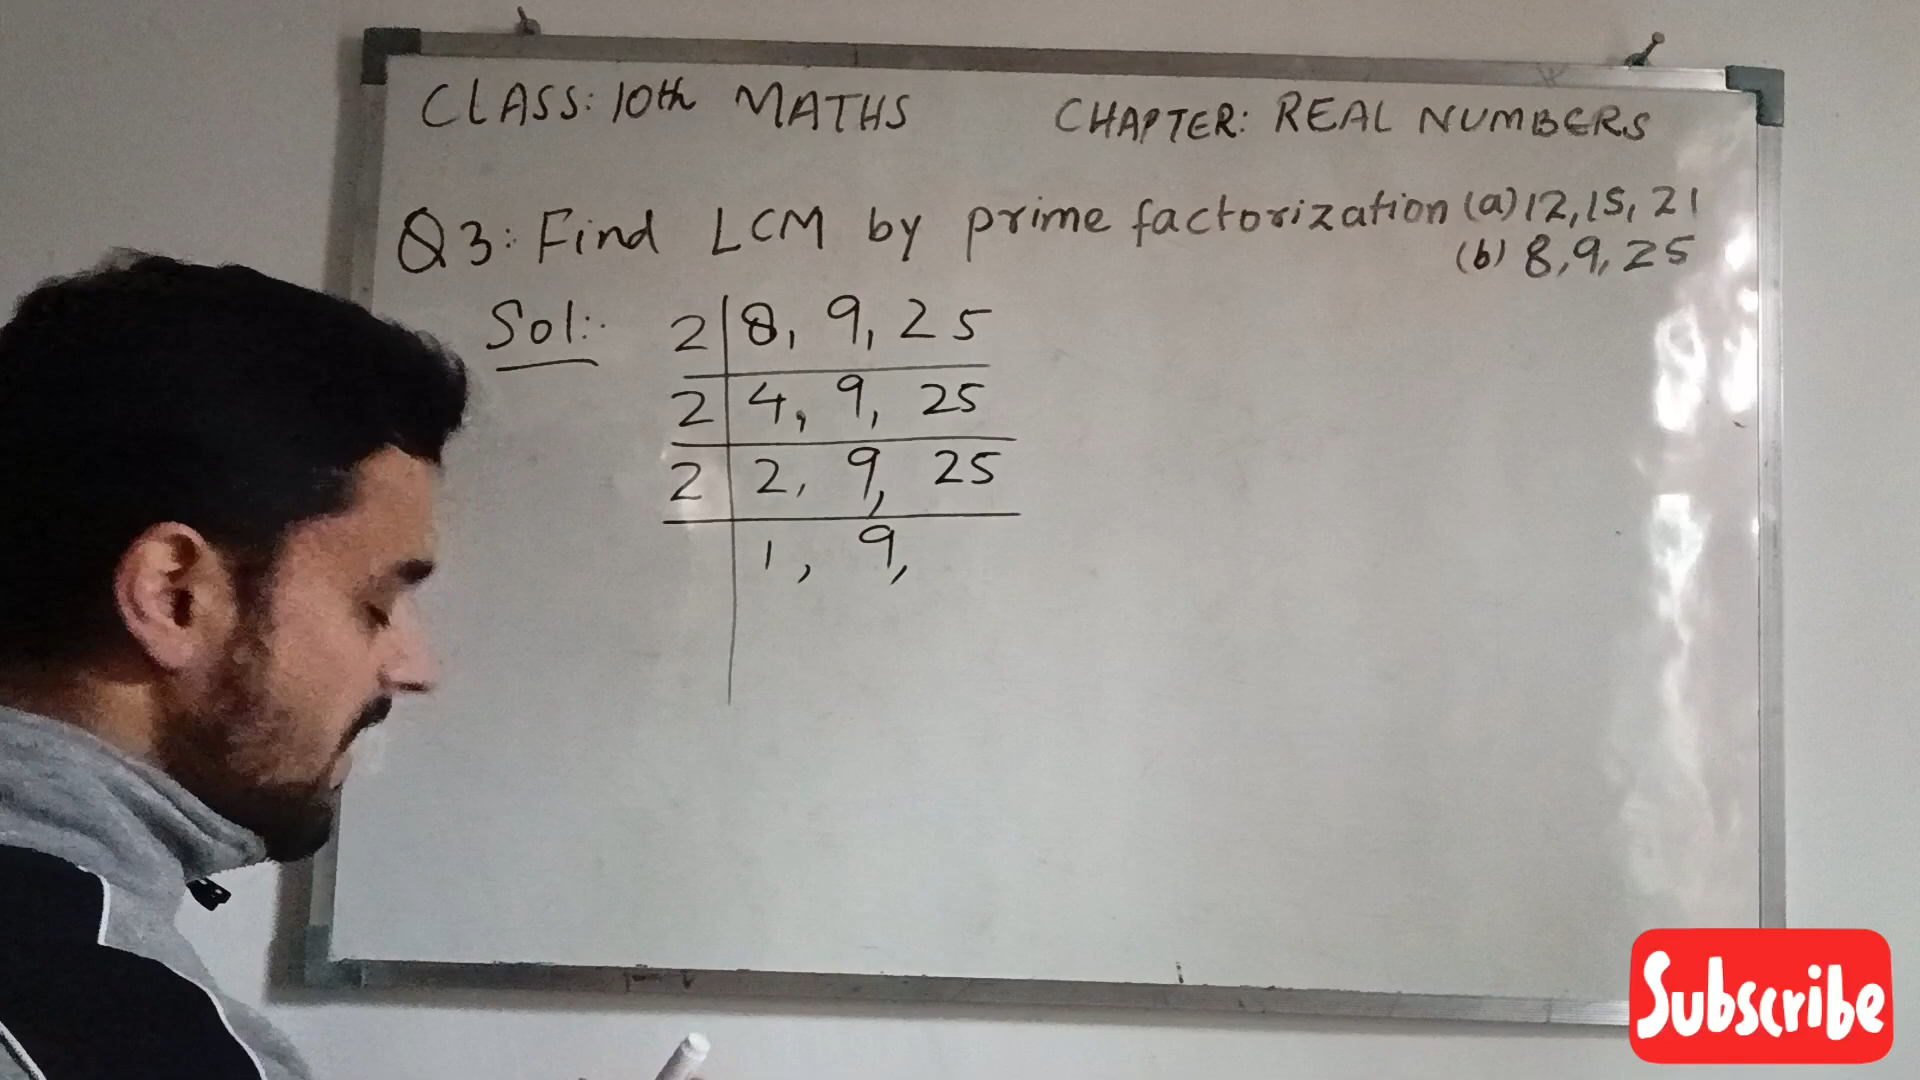 CLASS: 10th MATHS CHAPTER: REAL NUMBERS
Q3: Find LCM by prime factorization (a) 12, 15, 21
(b) 8, 9, 25
Sol:. 2 | 8, 9, 25
2 | 4, 9, 25
2 | 2, 9, 25
1, 9,
Subscribe